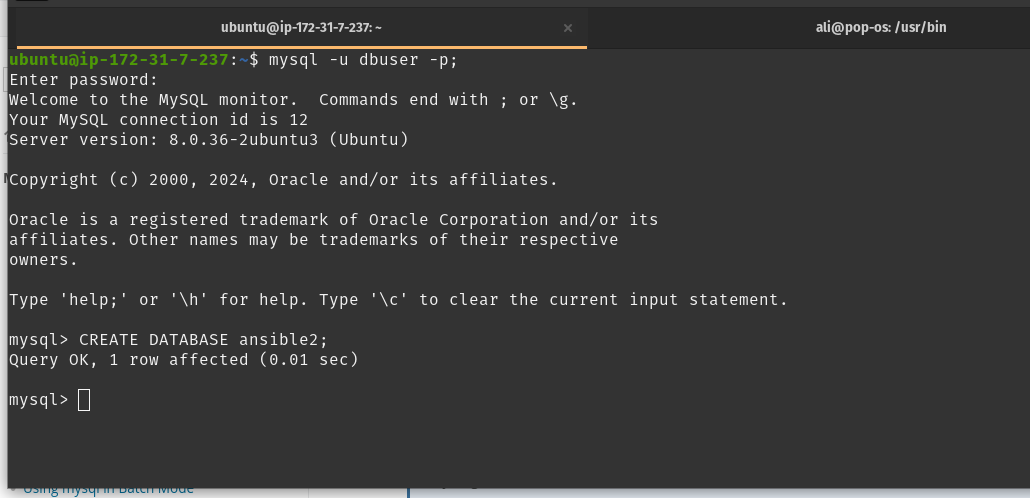 ubuntu@ip-172-31-7-237: ~ × ali@pop-os: /usr/bin
ubuntu@ip-172-31-7-237:~$ mysql -u dbuser -p;
Enter password:
Welcome to the MySQL monitor.  Commands end with ; or \g.
Your MySQL connection id is 12
Server version: 8.0.36-2ubuntu3 (Ubuntu)
Copyright (c) 2000, 2024, Oracle and/or its affiliates.
Oracle is a registered trademark of Oracle Corporation and/or its
affiliates. Other names may be trademarks of their respective
owners.
Type 'help;' or '\h' for help. Type '\c' to clear the current input statement.
mysql> CREATE DATABASE ansible2;
Query OK, 1 row affected (0.01 sec)
mysql>
Using mysql in Batch Mode